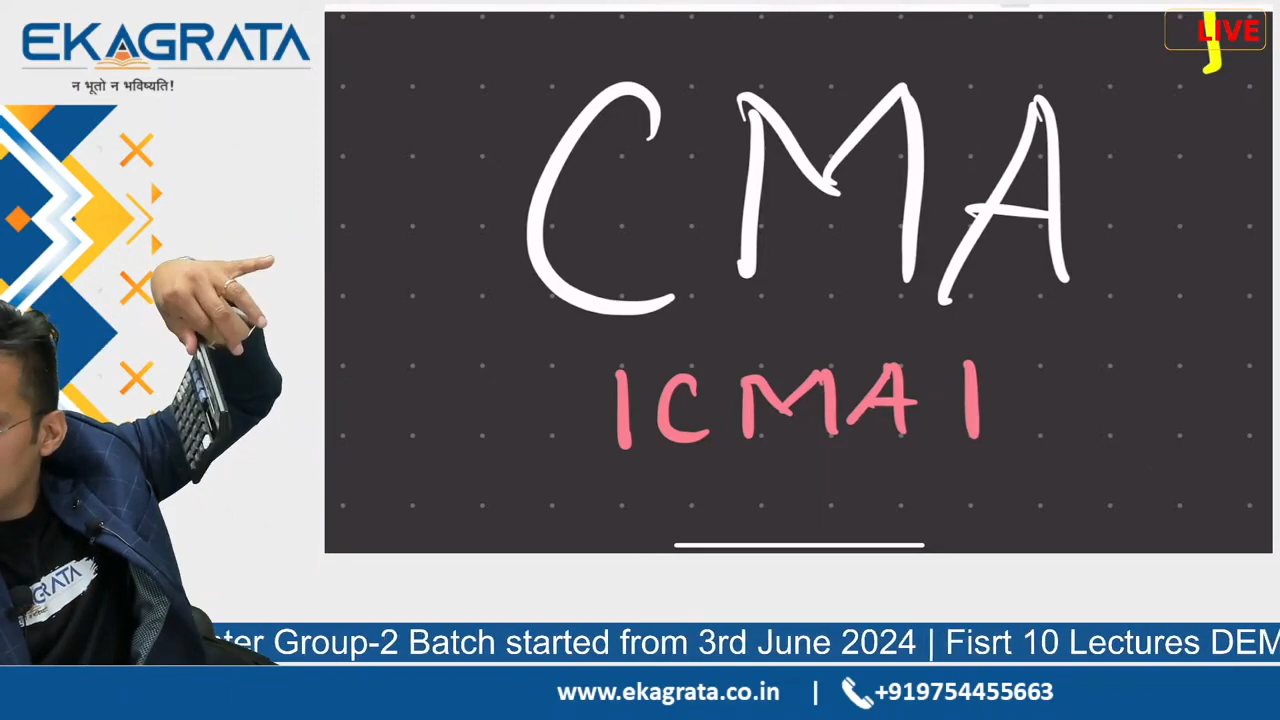 EKAGRATA
न भूतो न भविष्यति!
LIVE
CMA
ICMAI
GRATA
Group-2 Batch started from 3rd June 2024 | Fisrt 10 Lectures DEM
www.ekagrata.co.in | +919754455663